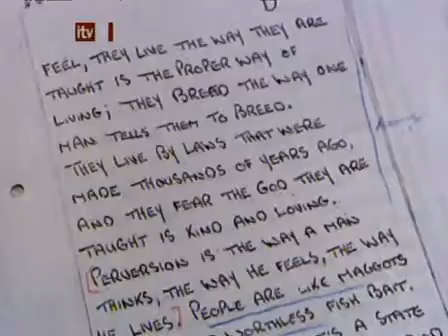 itv 1
FEEL, THEY LIVE THE WAY THEY ARE
TAUGHT IS THE PROPER WAY OF
LIVING; THEY BREED THE WAY ONE
MAN TELLS THEM TO BREED.
THEY LIVE BY LAWS THAT WERE
MADE THOUSANDS OF YEARS AGO,
AND THEY FEAR THE GOD THEY ARE
TAUGHT IS KIND AND LOVING.
[PERVERSION IS THE WAY A MAN
THINKS, THE WAY HE FEELS, THE WAY
HE LIVES.] PEOPLE ARE LIKE MAGGOTS
WORTHLESS FISH BAIT.
IS A STATE